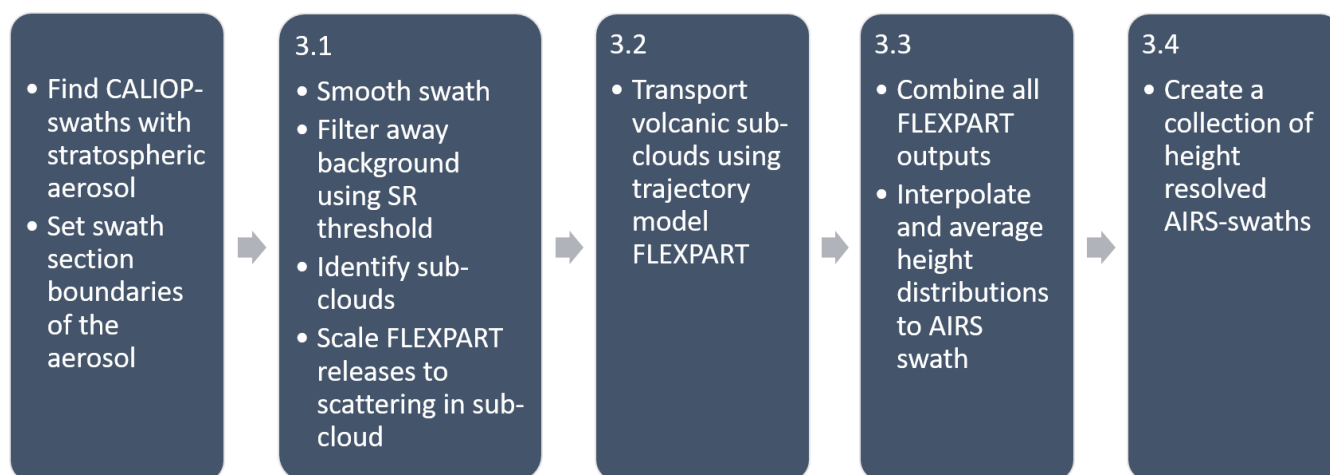 • Find CALIOP-
swaths with
stratospheric
aerosol
• Set swath
section
boundaries
of the
aerosol
3.1
• Smooth swath
• Filter away
background
using SR
threshold
• Identify sub-
clouds
• Scale FLEXPART
releases to
scattering in sub-
cloud
3.2
• Transport
volcanic sub-
clouds using
trajectory
model
FLEXPART
3.3
• Combine all
FLEXPART
outputs
• Interpolate
and average
height
distributions
to AIRS
swath
3.4
• Create a
collection of
height
resolved
AIRS-swaths